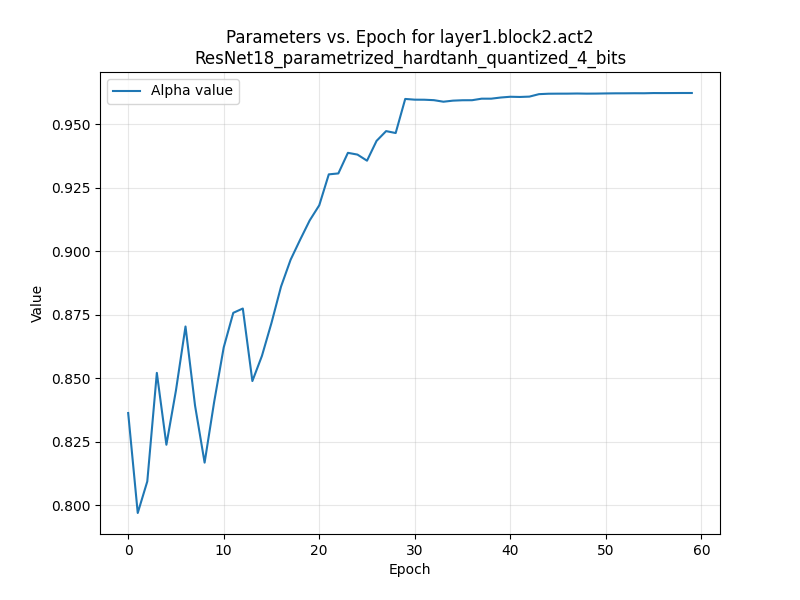 Parameters vs. Epoch for layer1.block2.act2
ResNet18_parametrized_hardtanh_quantized_4_bits
Alpha value
0.950
0.925
0.900
0.875
0.850
0.825
0.800
Value
0 10 20 30 40 50 60
Epoch